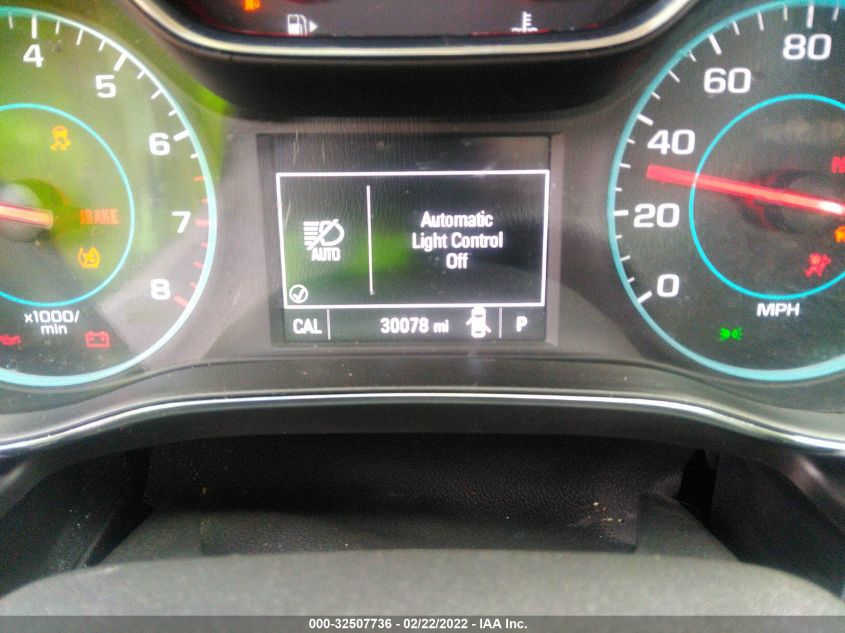 4
5
6
7
8
x1000/
min
BRAKE
AUTO
Automatic
Light Control
Off
CAL
30078 mi
P
80
60
40
20
0
MPH
000-32507736 - 02/22/2022 - IAA Inc.